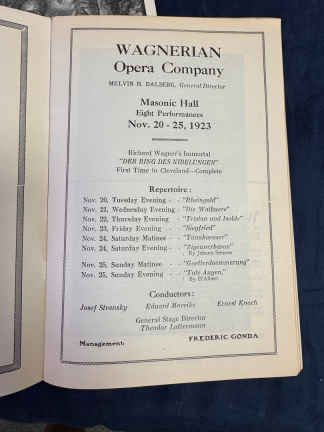 WAGNERIAN
Opera Company
MELVIN H. DALBERG, General Director
Masonic Hall
Eight Performances
Nov. 20 - 25, 1923
Richard Wagner's Immortal
"DER RING DES NIBELUNGEN"
First Time in Cleveland—Complete
Repertoire:
Nov. 20, Tuesday Evening - - "Rheingold"
Nov. 21, Wednesday Evening - "Die Walkuere"
Nov. 22, Thursday Evening - "Tristan und Isolde"
Nov. 23, Friday Evening - - "Siegfried"
Nov. 24, Saturday Matinee - - "Tannhaeuser"
Nov. 24, Saturday Evening - - "Zigeunerbaron"
By Johann Strauss
Nov. 25, Sunday Matinee - - "Goetterdaemmerung"
Nov. 25, Sunday Evening - - "Tote Augen,"
By D'Albert
Conductors:
Josef Stransky Eduard Moerike Ernest Knoch
General Stage Director
Theodor Lattermann
Management: FREDERIC GONDA